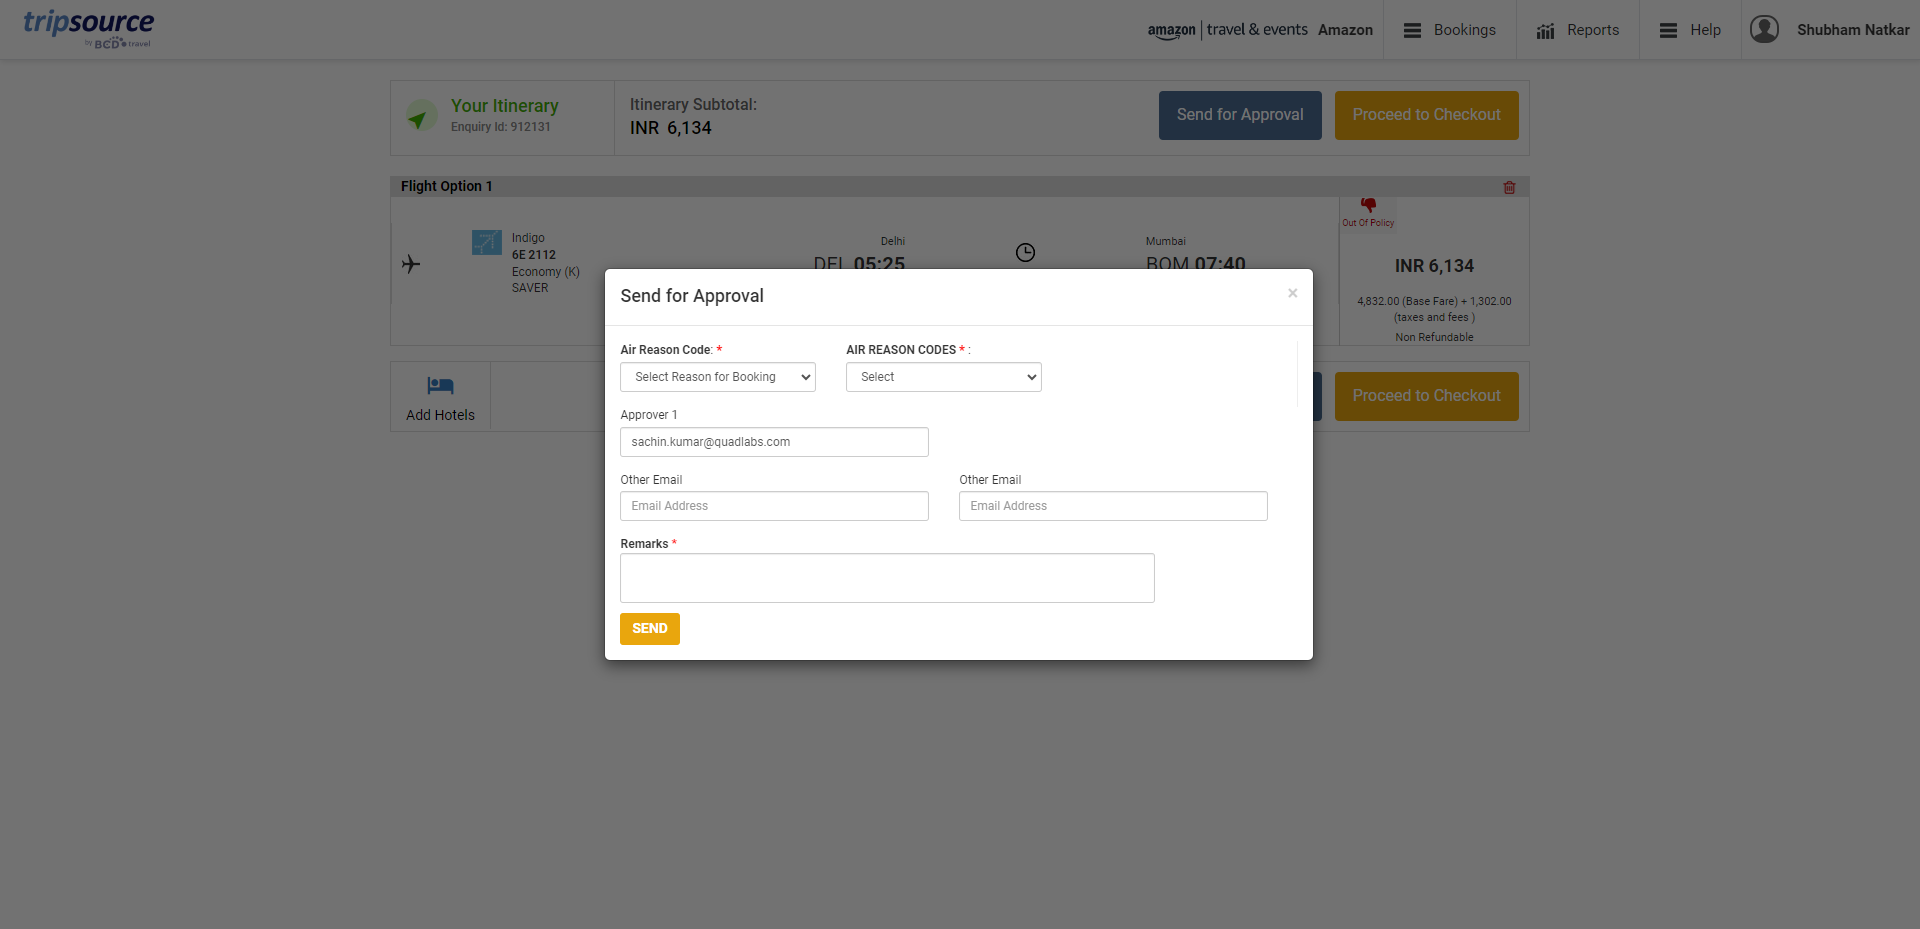 tripsource
by BCD travel
amazon | travel & events Amazon
Bookings
Reports
Help
Shubham Natkar
Your Itinerary
Enquiry Id: 912131
Itinerary Subtotal:
INR 6,134
Send for Approval
Proceed to Checkout
Flight Option 1
Indigo
6E 2112
Economy (K)
SAVER
Delhi
DEL 05:25
Mumbai
BOM 07:40
Out Of Policy
INR 6,134
4,832.00 (Base Fare) + 1,302.00
(taxes and fees )
Non Refundable
Add Hotels
Proceed to Checkout
Send for Approval
×
Air Reason Code: *
AIR REASON CODES * :
Select Reason for Booking
Select
Approver 1
sachin.kumar@quadlabs.com
Other Email
Other Email
Email Address
Email Address
Remarks *
SEND